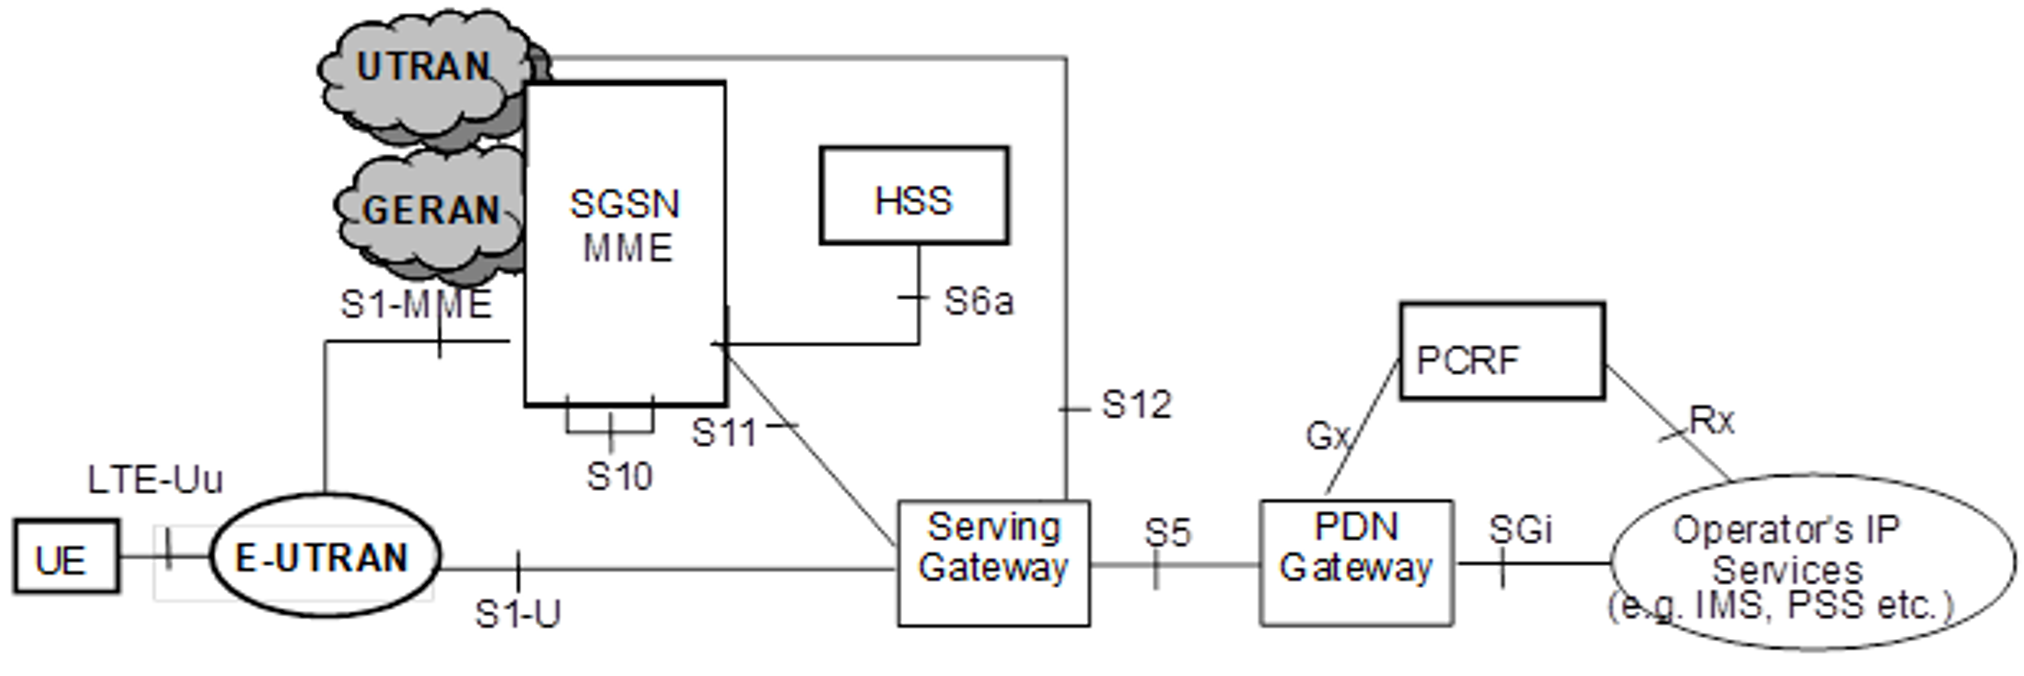 UTRAN
GERAN
SGSN
MME
HSS
S1-MME
S6a
PCRF
S12
S11
Gx
Rx
S10
LTE-Uu
UE
E-UTRAN
S1-U
Serving
Gateway
S5
PDN
Gateway
SGi
Operator's IP
Services
(e.g. IMS, PSS etc.)